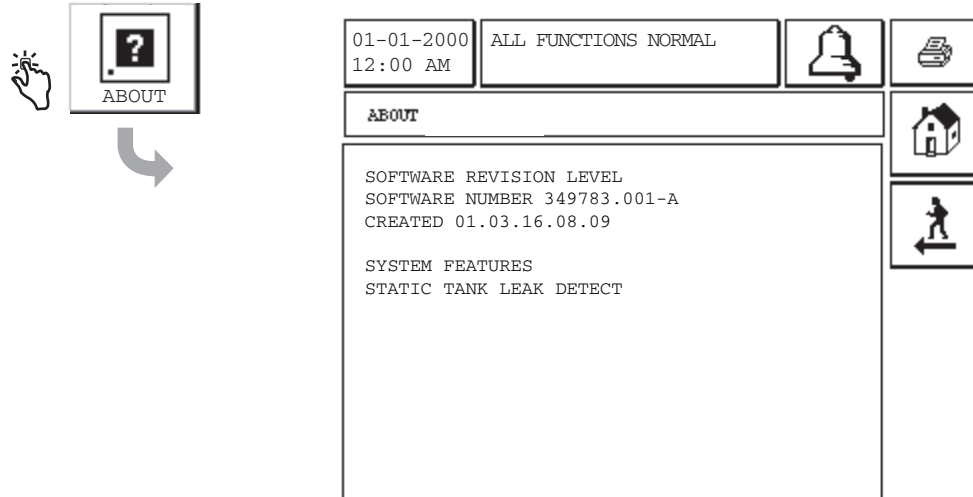 ?
ABOUT
01-01-2000
12:00 AM
ALL FUNCTIONS NORMAL
ABOUT
SOFTWARE REVISION LEVEL
SOFTWARE NUMBER 349783.001-A
CREATED 01.03.16.08.09
SYSTEM FEATURES
STATIC TANK LEAK DETECT